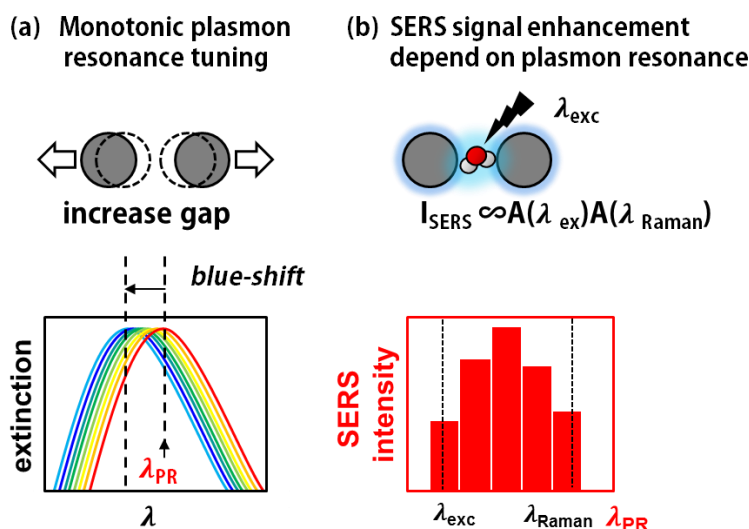 (a) Monotonic plasmon
resonance tuning
increase gap
blue-shift
extinction
λPR
λ
(b) SERS signal enhancement
depend on plasmon resonance
λexc
ISERS ∞A(λ ex)A(λ Raman)
SERS
intensity
λexc
λRaman
λPR